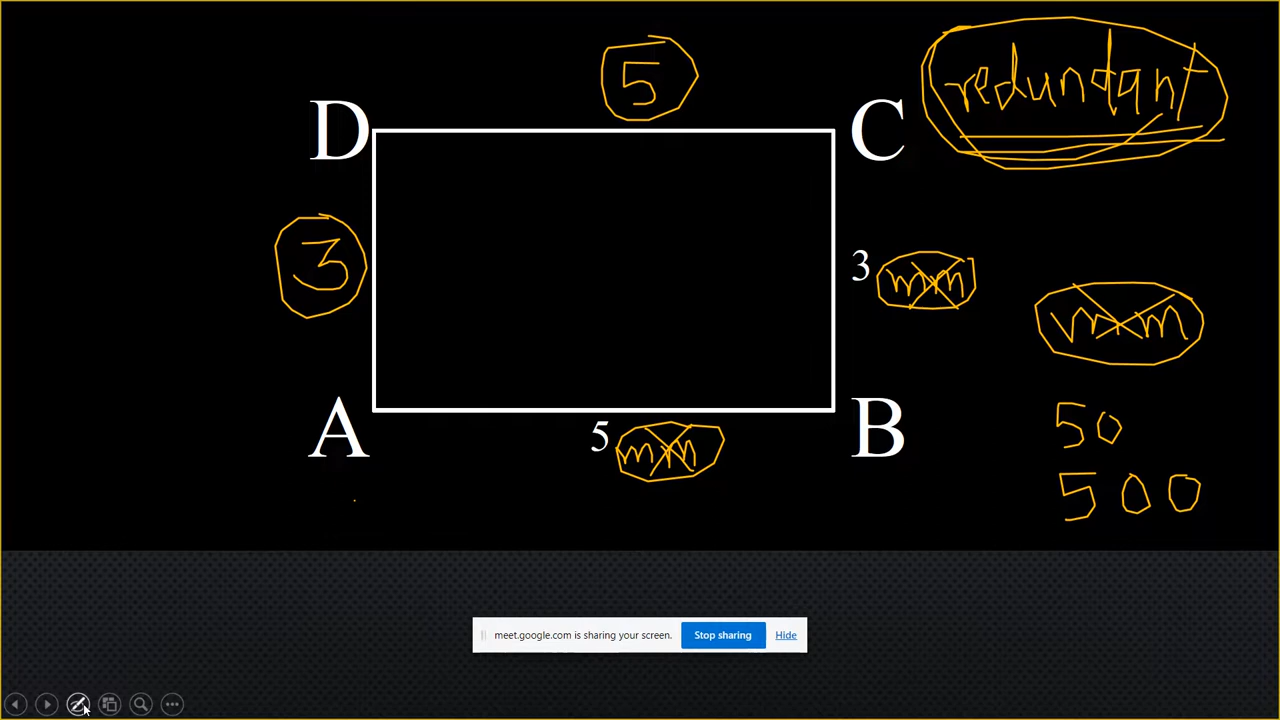 5
redundant
D
C
3
3 mm
mm
A
B
5 mm
50
500
meet.google.com is sharing your screen. Stop sharing Hide